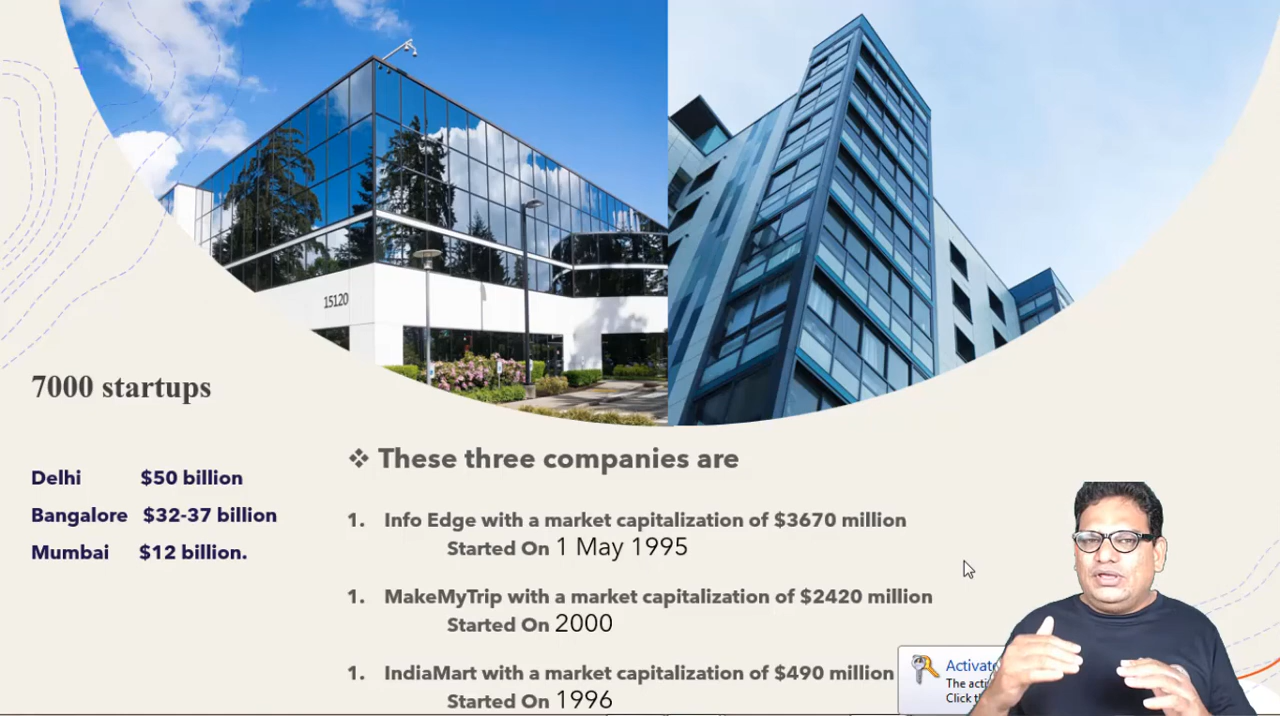 15120
7000 startups
Delhi $50 billion
Bangalore $32-37 billion
Mumbai $12 billion.
❖ These three companies are
1. Info Edge with a market capitalization of $3670 million
Started On 1 May 1995
1. MakeMyTrip with a market capitalization of $2420 million
Started On 2000
1. IndiaMart with a market capitalization of $490 million
Started On 1996
The
Click